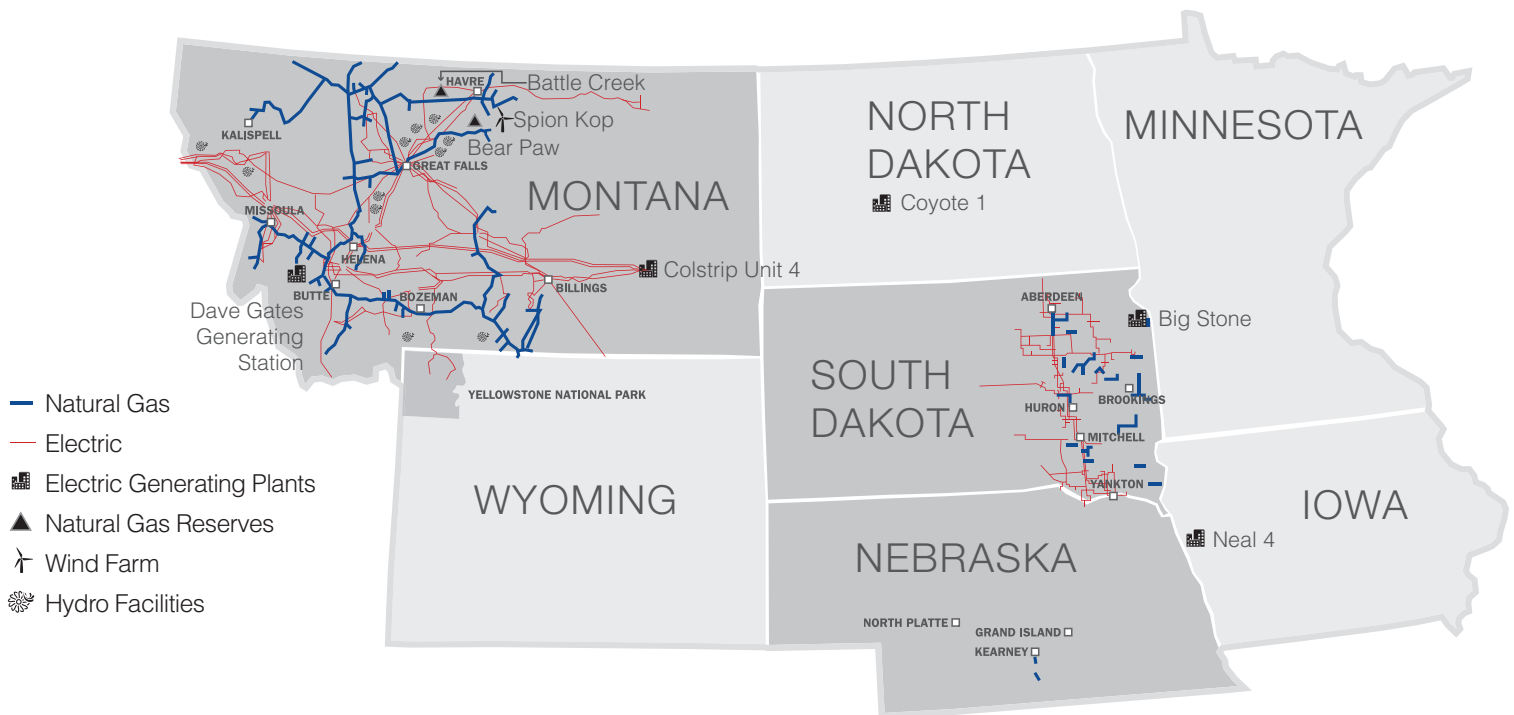 HAVRE
Battle Creek
KALISPELL
Spion Kop
Bear Paw
GREAT FALLS
MONTANA
MISSOULA
HELENA
Colstrip Unit 4
BUTTE
BOZEMAN
BILLINGS
Dave Gates
Generating
Station
YELLOWSTONE NATIONAL PARK
NORTH
DAKOTA
Coyote 1
MINNESOTA
ABERDEEN
Big Stone
SOUTH
DAKOTA
BROOKINGS
HURON
MITCHELL
YANKTON
WYOMING
IOWA
Neal 4
NEBRASKA
NORTH PLATTE
GRAND ISLAND
KEARNEY
Natural Gas
Electric
Electric Generating Plants
Natural Gas Reserves
Wind Farm
Hydro Facilities